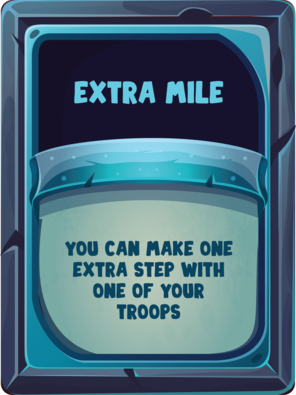 EXTRA MILE
YOU CAN MAKE ONE
EXTRA STEP WITH
ONE OF YOUR
TROOPS